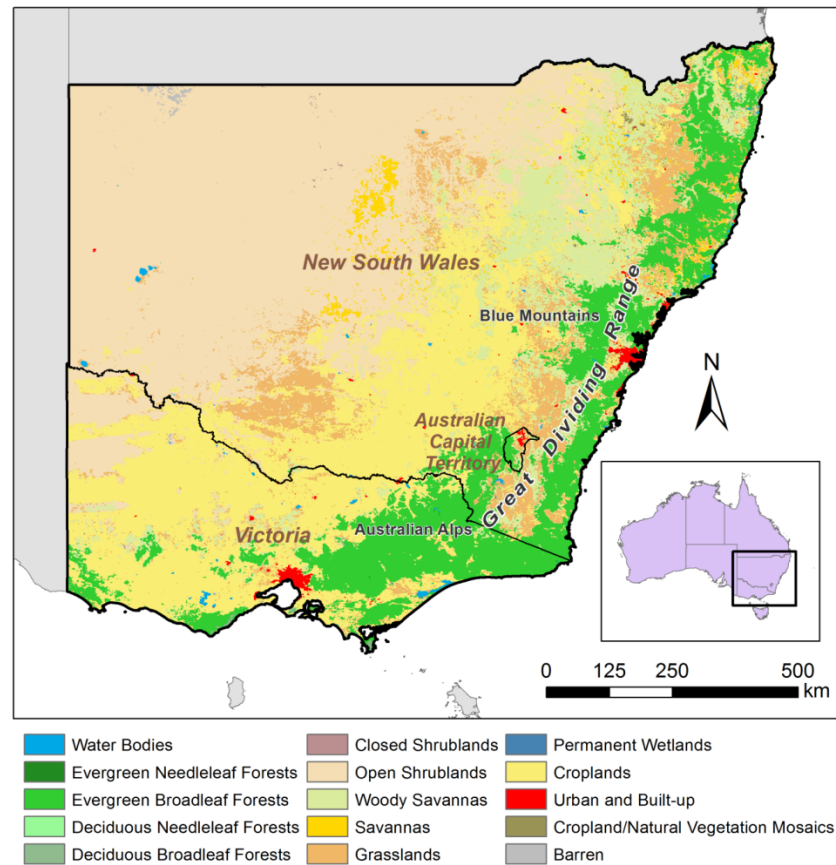 New South Wales
Blue Mountains
Great Dividing Range
N
Australian
Capital
Territory
Victoria
Australian Alps
0 125 250 500
km
Water Bodies
Evergreen Needleleaf Forests
Evergreen Broadleaf Forests
Deciduous Needleleaf Forests
Deciduous Broadleaf Forests
Closed Shrublands
Open Shrublands
Woody Savannas
Savannas
Grasslands
Permanent Wetlands
Croplands
Urban and Built-up
Cropland/Natural Vegetation Mosaics
Barren